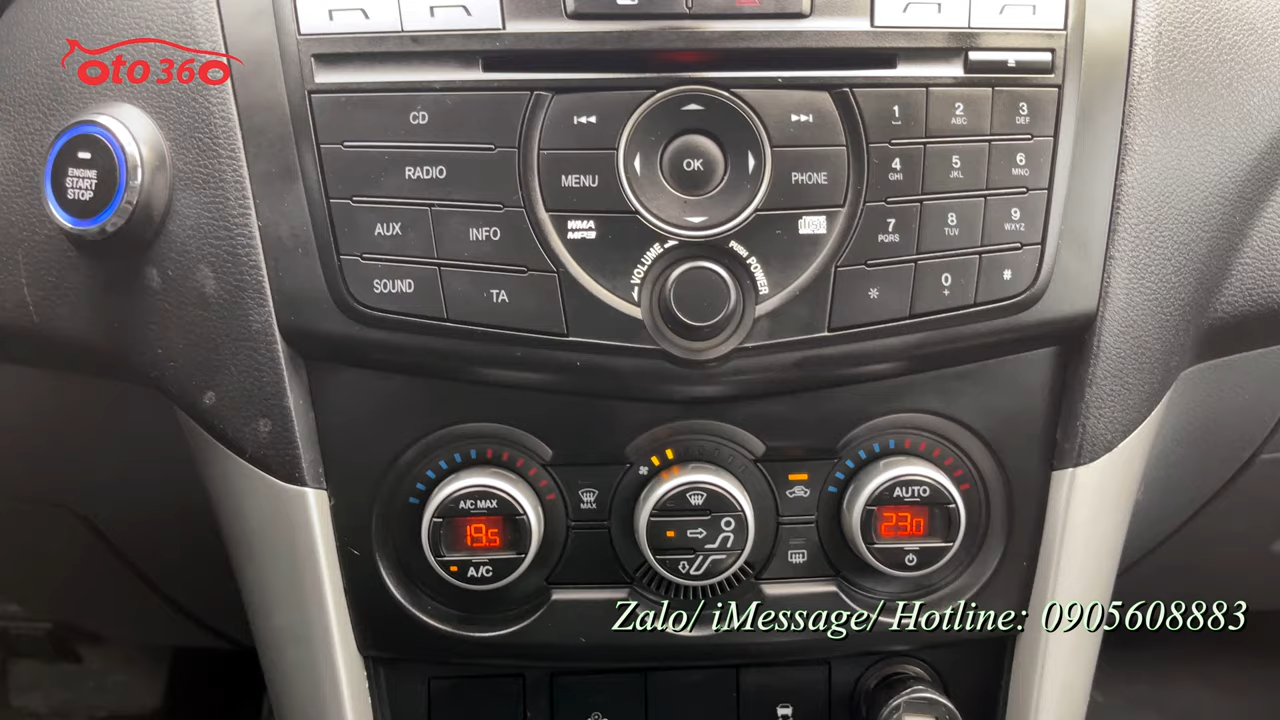 oto360
ENGINE
START
STOP
CD
RADIO
AUX
INFO
SOUND
TA
MENU
OK
PHONE
WMA
MP3
VOLUME
PUSH POWER
1
2
ABC
3
DEF
4
GHI
5
JKL
6
MNO
7
PQRS
8
TUV
9
WXYZ
*
0
+
#
A/C MAX
19.5
A/C
MAX
AUTO
23.0
Zalo/ iMessage/ Hotline: 0905608883